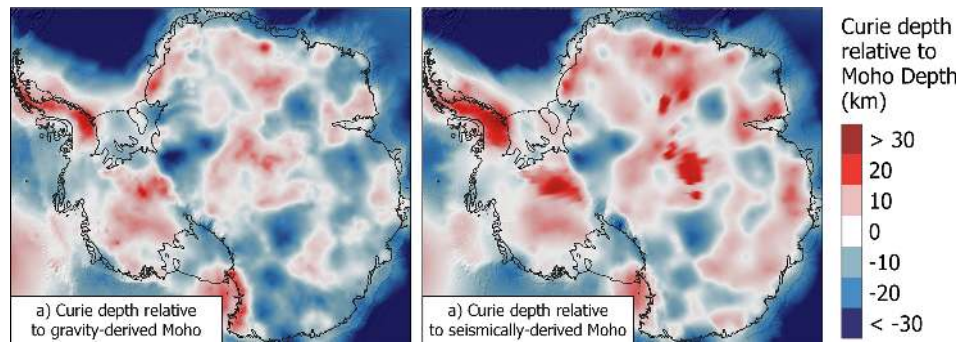 a) Curie depth relative
to gravity-derived Moho
a) Curie depth relative
to seismically-derived Moho
Curie depth
relative to
Moho Depth
(km)
> 30
20
10
0
-10
-20
< -30